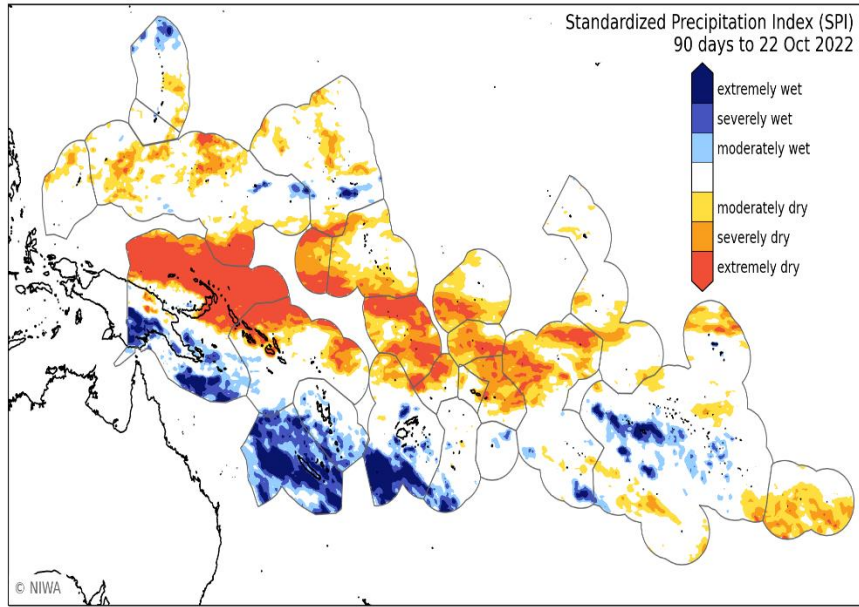 Standardized Precipitation Index (SPI)
90 days to 22 Oct 2022
extremely wet
severely wet
moderately wet
moderately dry
severely dry
extremely dry
© NIWA